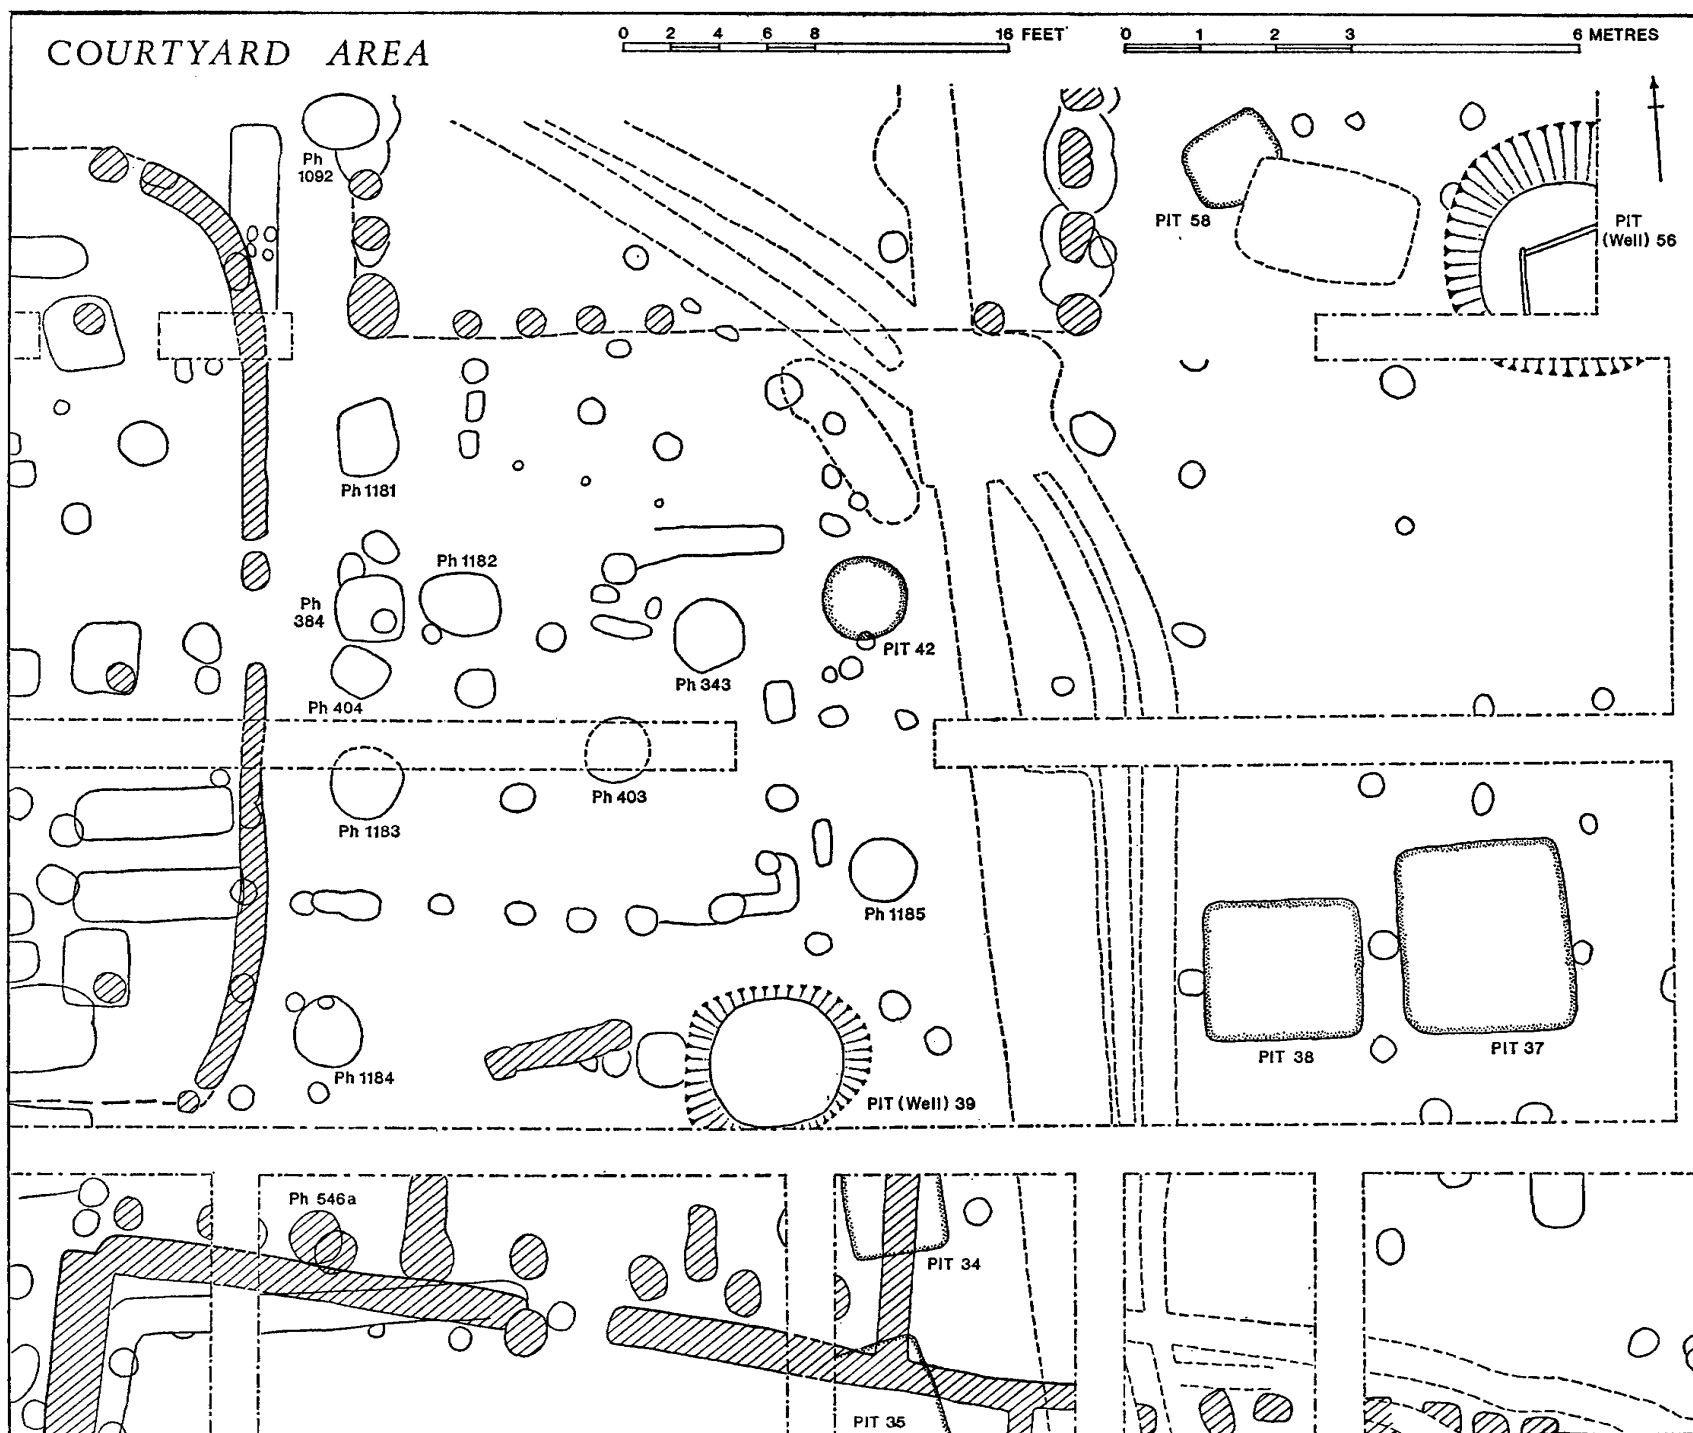 COURTYARD AREA
0 2 4 6 8 16 FEET
0 1 2 3 6 METRES
Ph
1092
PIT 58
PIT
(Well) 56
Ph 1181
Ph 1182
Ph
384
PIT 42
Ph 343
Ph 404
Ph 403
Ph 1183
Ph 1185
PIT 38
PIT 37
Ph 1184
PIT (Well) 39
Ph 546a
PIT 34
PIT 35